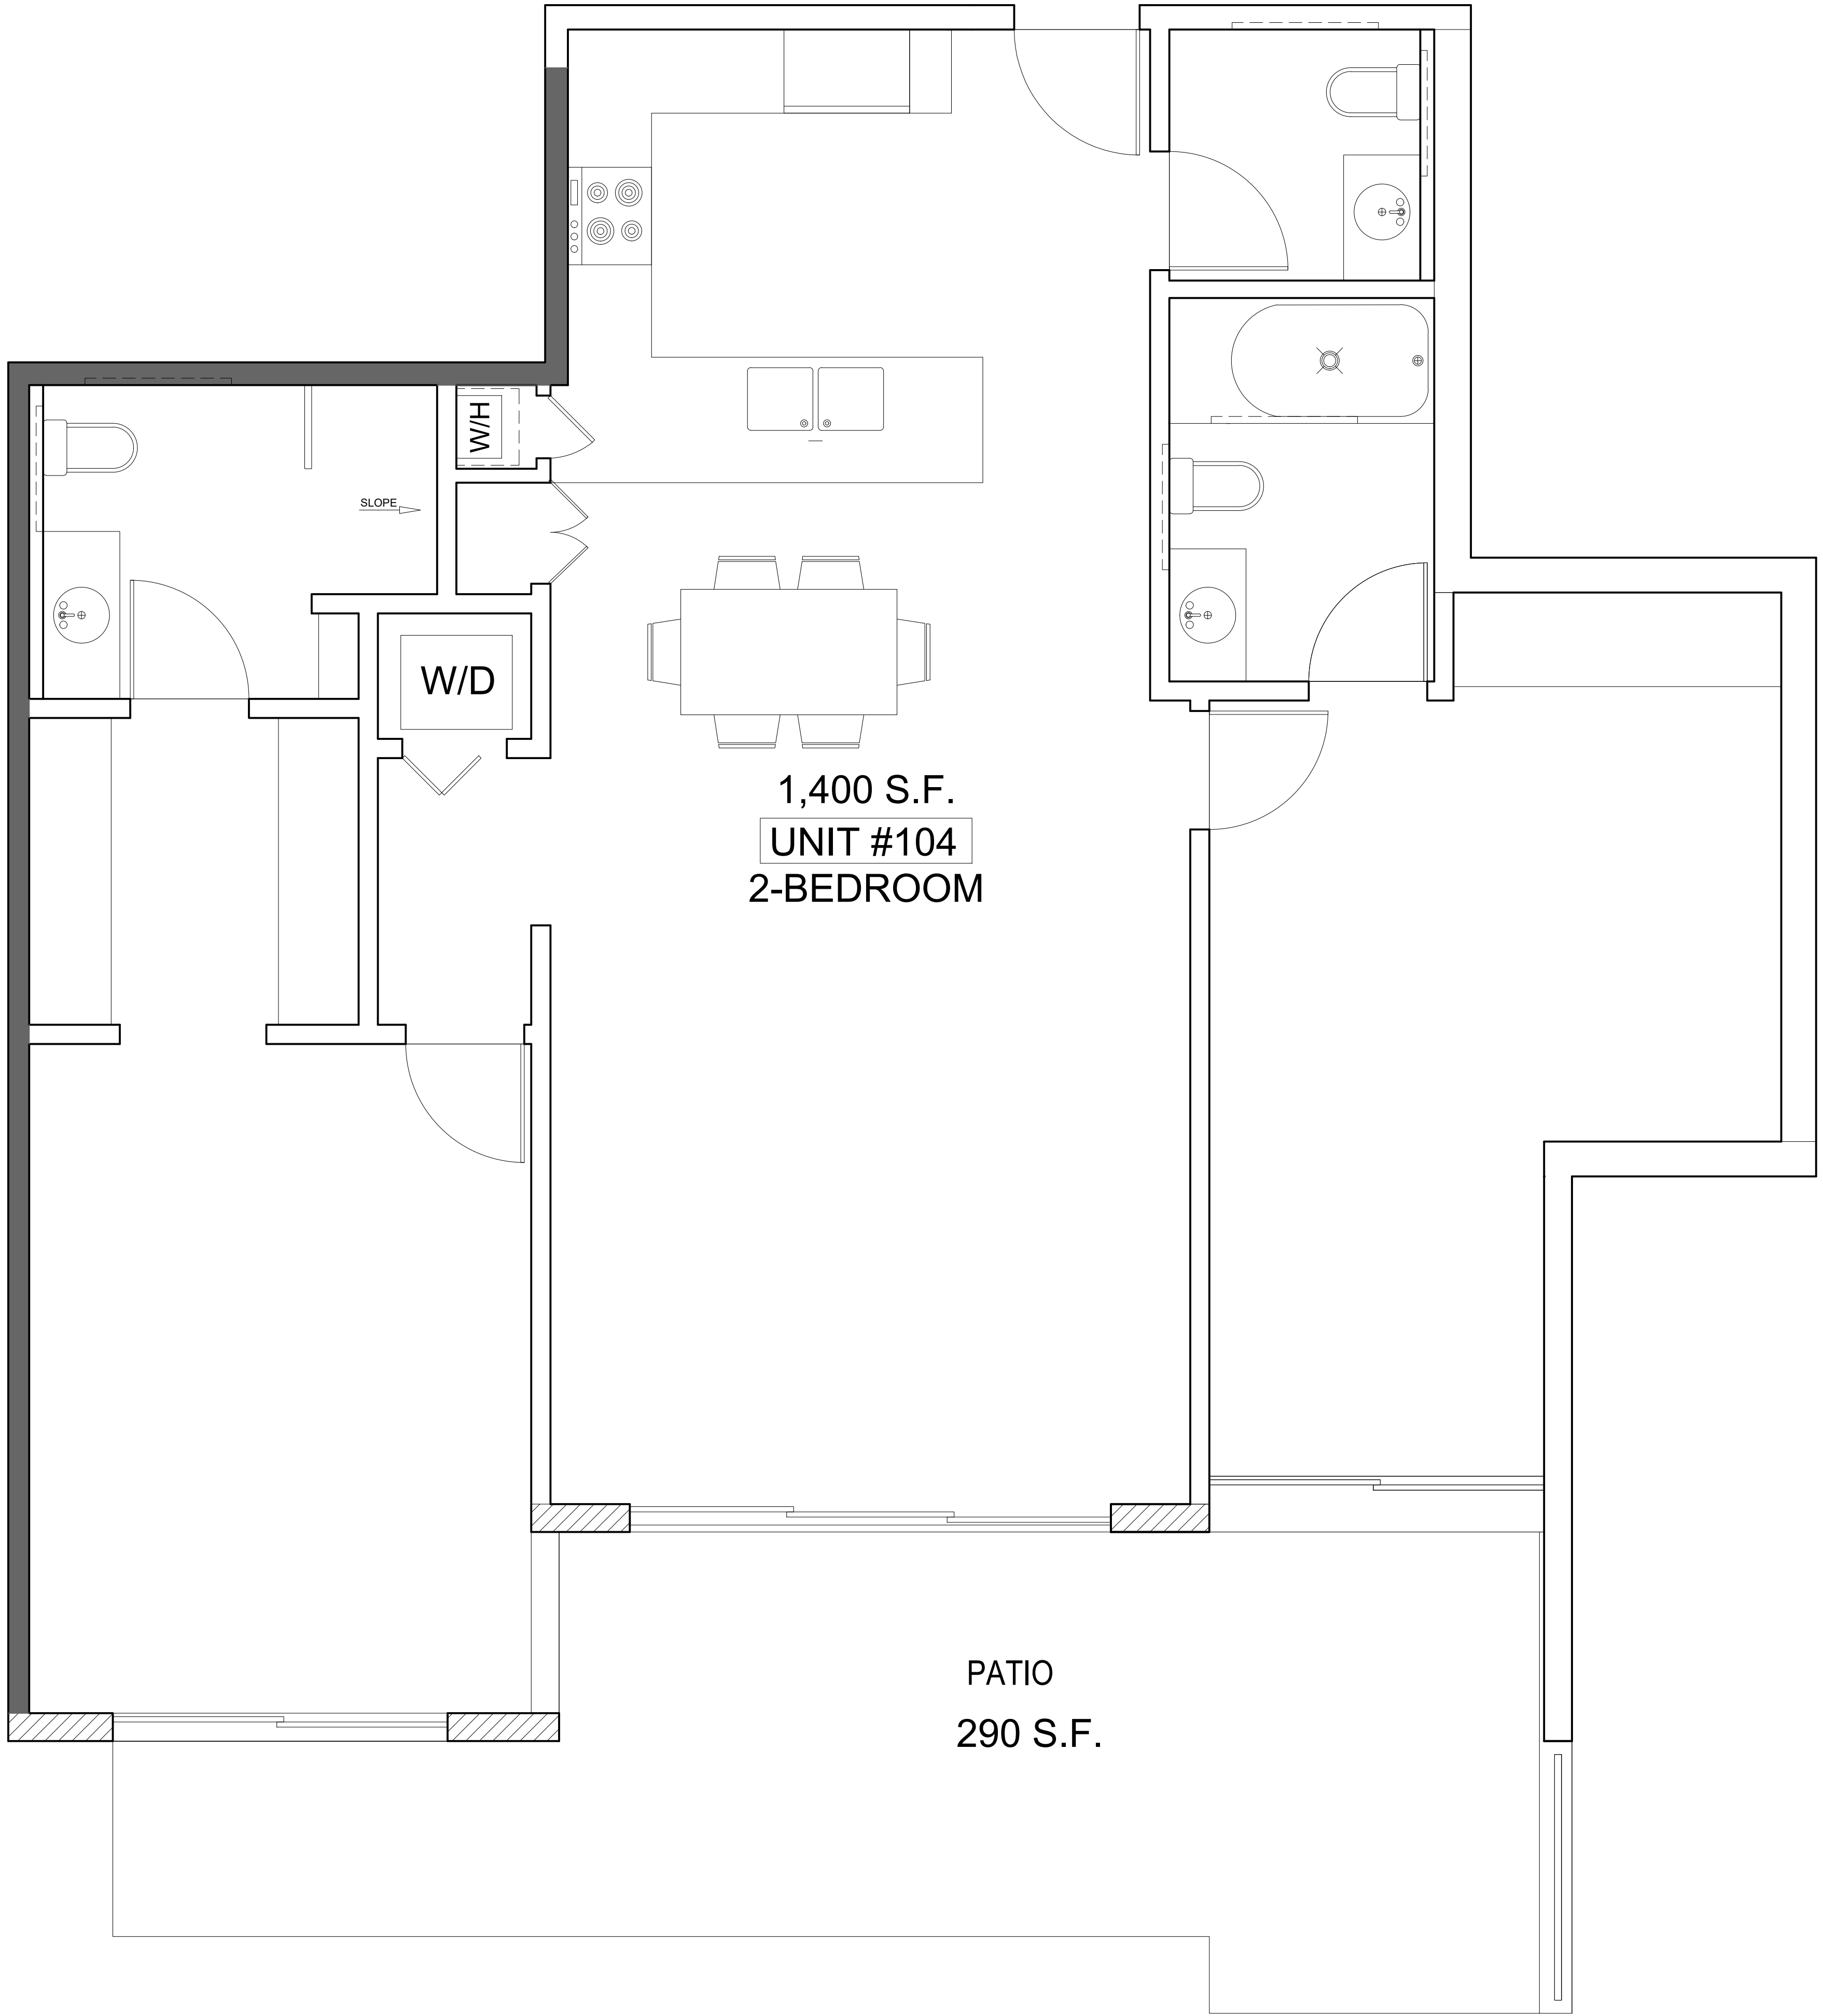 W/H
SLOPE
W/D
1,400 S.F.
UNIT #104
2-BEDROOM
PATIO
290 S.F.